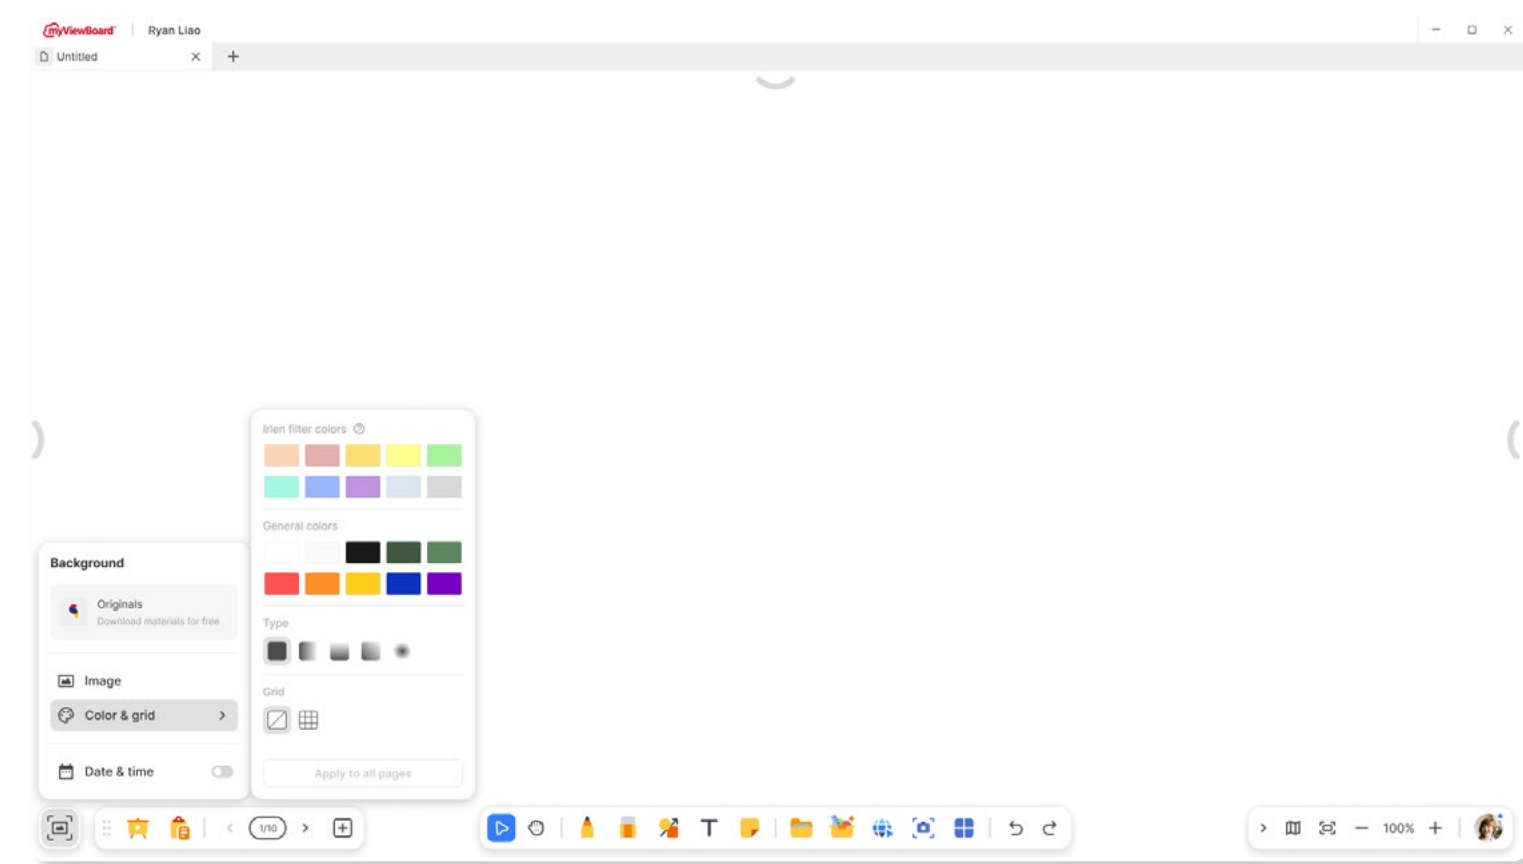 myViewBoard
Ryan Liao
Untitled
Irlen filter colors
General colors
Background
Originals
Download materials for free
Type
Image
Grid
Color & grid
Date & time
Apply to all pages
1/10
T
100%